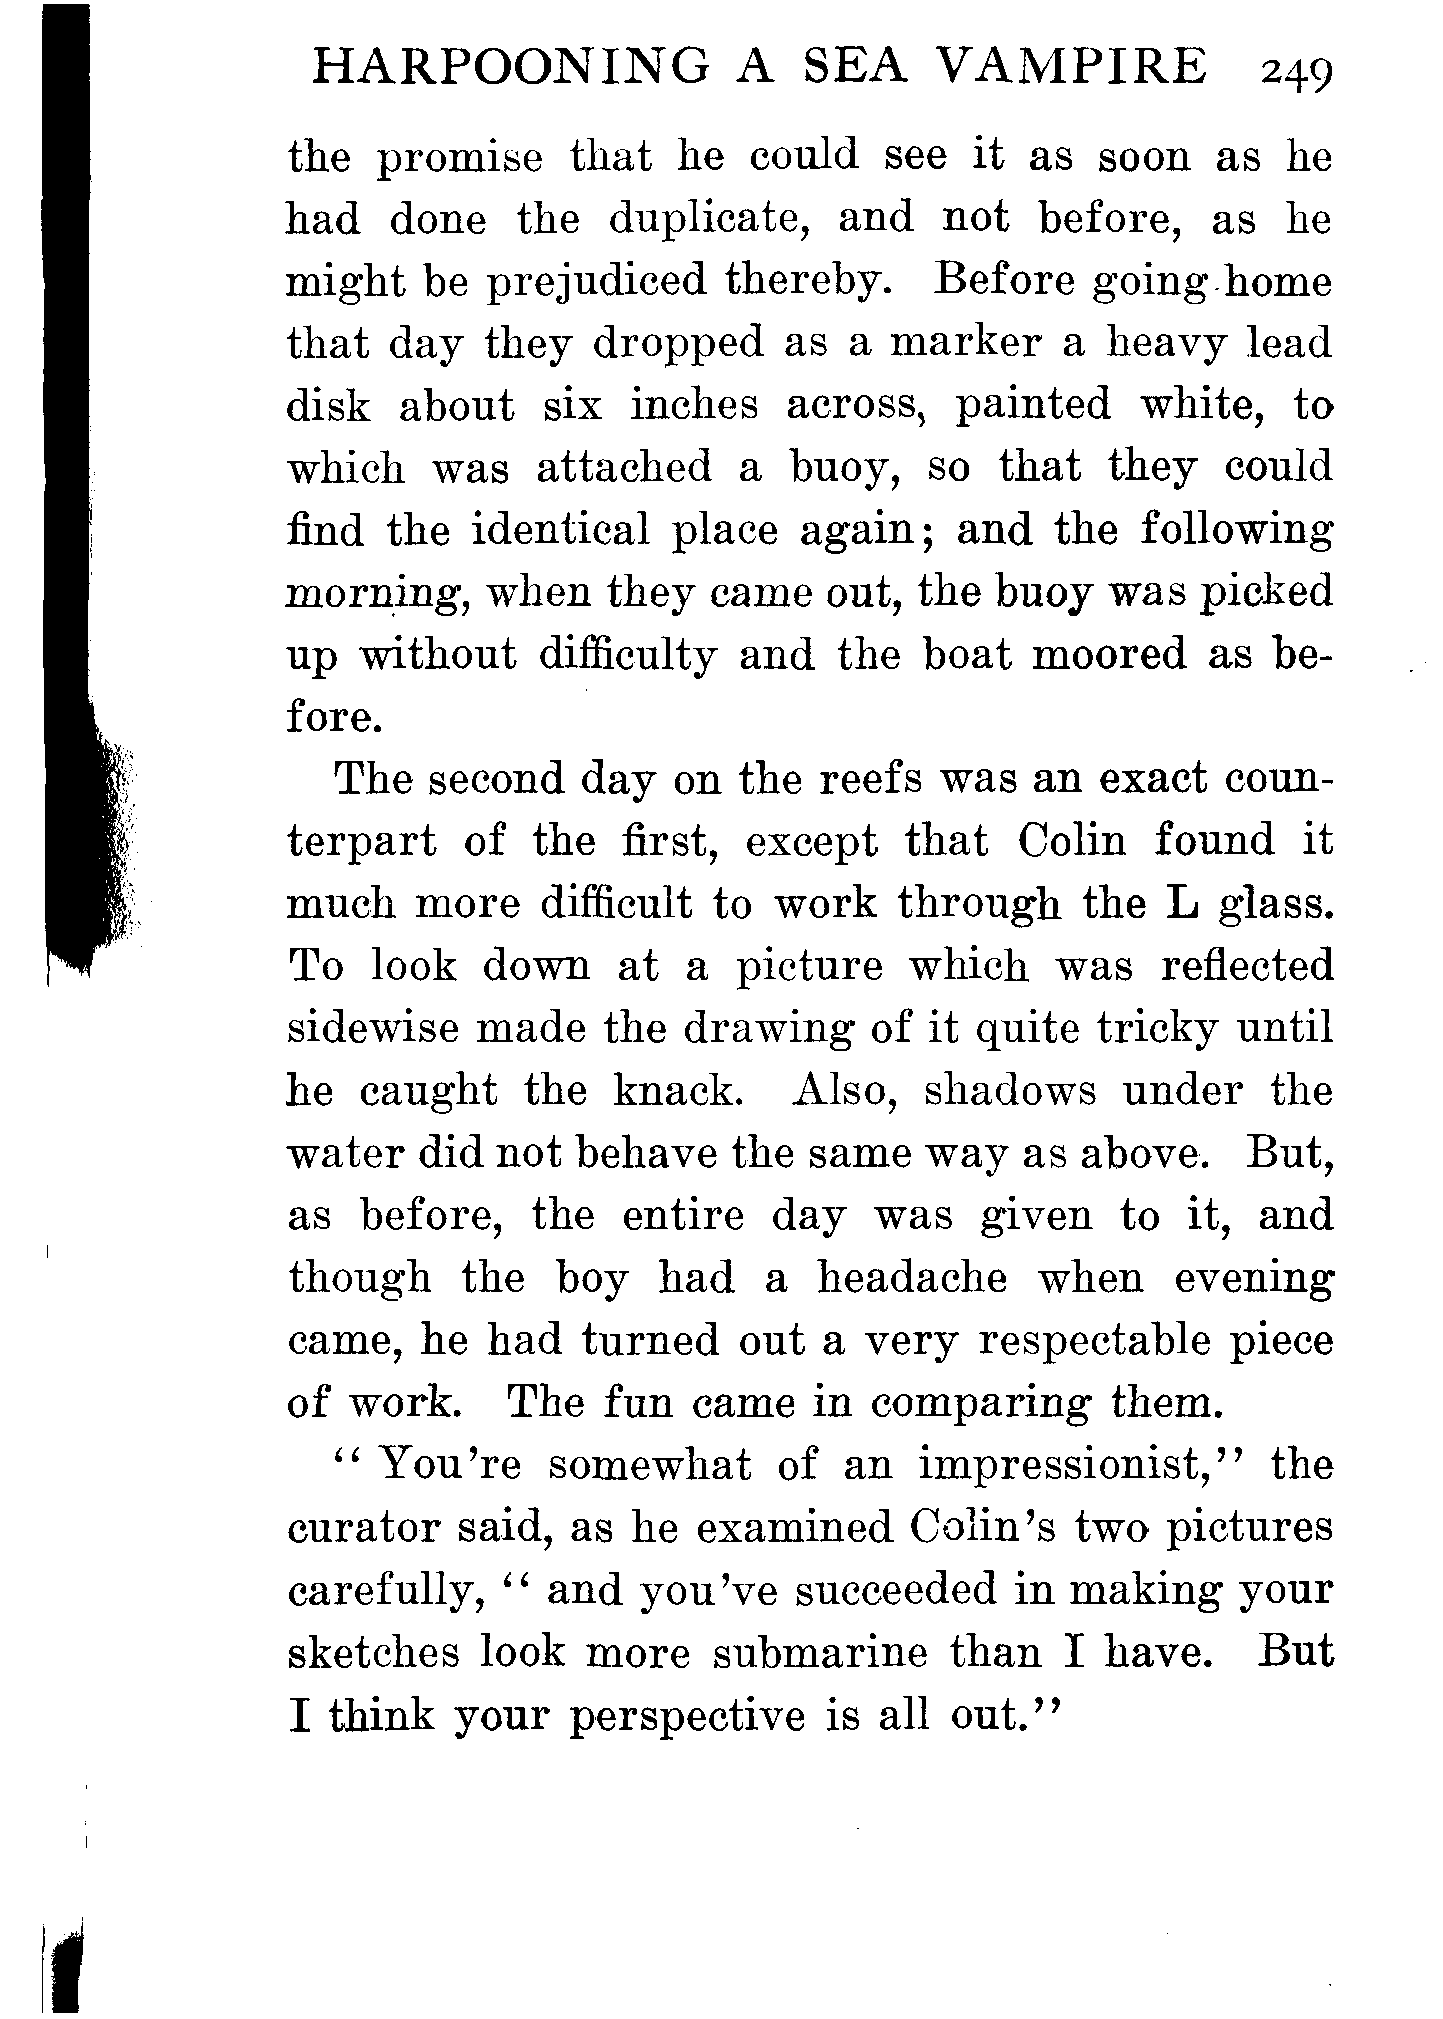 HARPOONING A SEA VAMPIRE 249
the promise that he could see it as soon as he
had done the duplicate, and not before, as he
might be prejudiced thereby. Before going home
that day they dropped as a marker a heavy lead
disk about six inches across, painted white, to
which was attached a buoy, so that they could
find the identical place again; and the following
morning, when they came out, the buoy was picked
up without difficulty and the boat moored as be-
fore.
The second day on the reefs was an exact coun-
terpart of the first, except that Colin found it
much more difficult to work through the L glass.
To look down at a picture which was reflected
sidewise made the drawing of it quite tricky until
he caught the knack. Also, shadows under the
water did not behave the same way as above. But,
as before, the entire day was given to it, and
though the boy had a headache when evening
came, he had turned out a very respectable piece
of work. The fun came in comparing them.
“ You’re somewhat of an impressionist,” the
curator said, as he examined Colin’s two pictures
carefully, “ and you’ve succeeded in making your
sketches look more submarine than I have. But
I think your perspective is all out.”